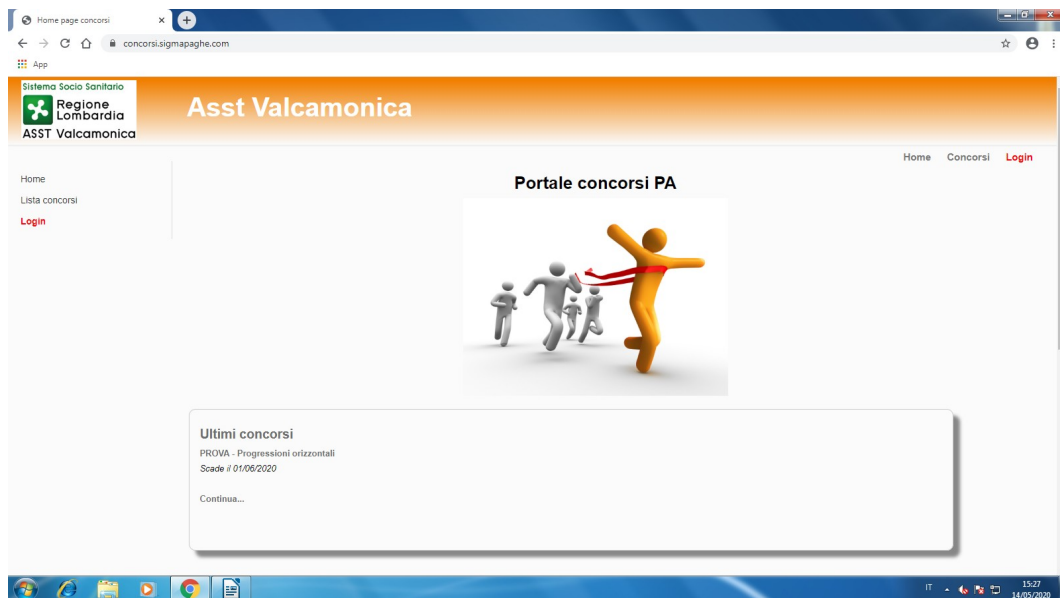 Home page concorsi
concorsi.sigmapaghe.com
App
Sistema Socio Sanitario
Regione
Lombardia
ASST Valcamonica
Asst Valcamonica
Home Concorsi Login
Home
Lista concorsi
Login
Portale concorsi PA
Ultimi concorsi
PROVA - Progressioni orizzontali
Scade il 01/06/2020
Continua...
IT
15:27
14/05/2020